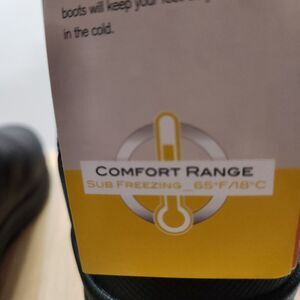 boots will keep your
in the cold.
COMFORT RANGE
SUB FREEZING_65°F/18°C